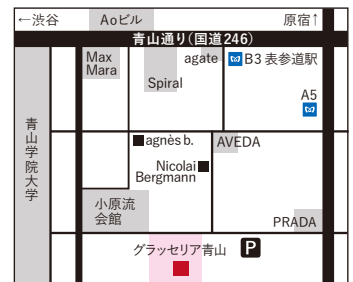 ←渋谷
Aoビル
原宿↑
青山通り(国道246)
Max
Mara
agate
B3 表参道駅
Spiral
A5
青山学院大学
agnès b.
AVEDA
Nicolai
Bergmann
小原流
会館
PRADA
グラッセリア青山
P